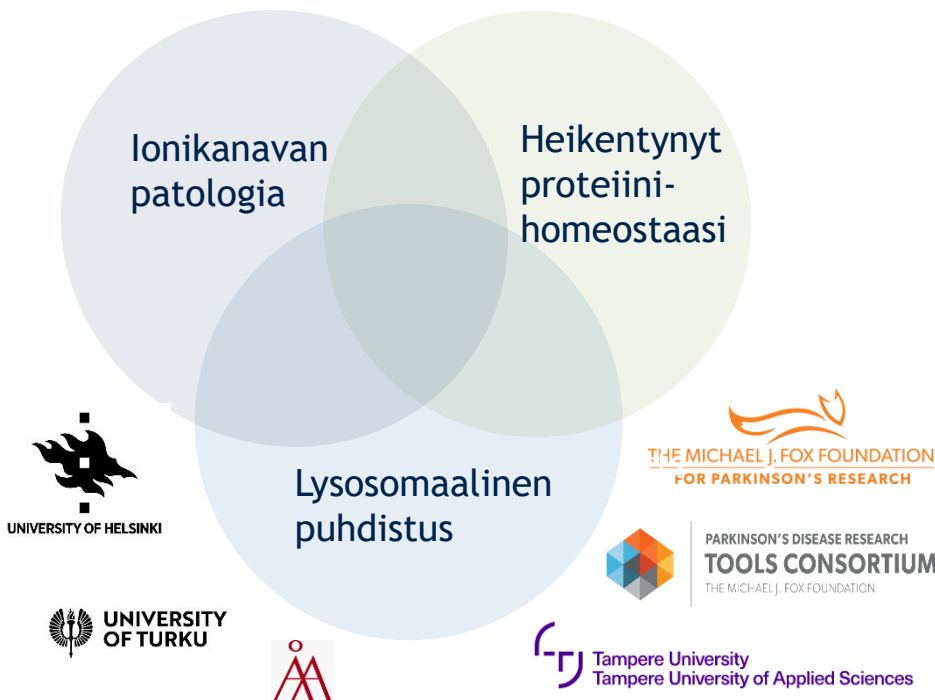 Ionikanavan
patologia
Heikentynyt
proteiini-
homeostaasi
Lysosomaalinen
puhdistus
UNIVERSITY OF HELSINKI
THE MICHAEL J. FOX FOUNDATION
FOR PARKINSON'S RESEARCH
PARKINSON'S DISEASE RESEARCH
TOOLS CONSORTIUM
THE MICHAEL J. FOX FOUNDATION
UNIVERSITY
OF TURKU
Tampere University
Tampere University of Applied Sciences